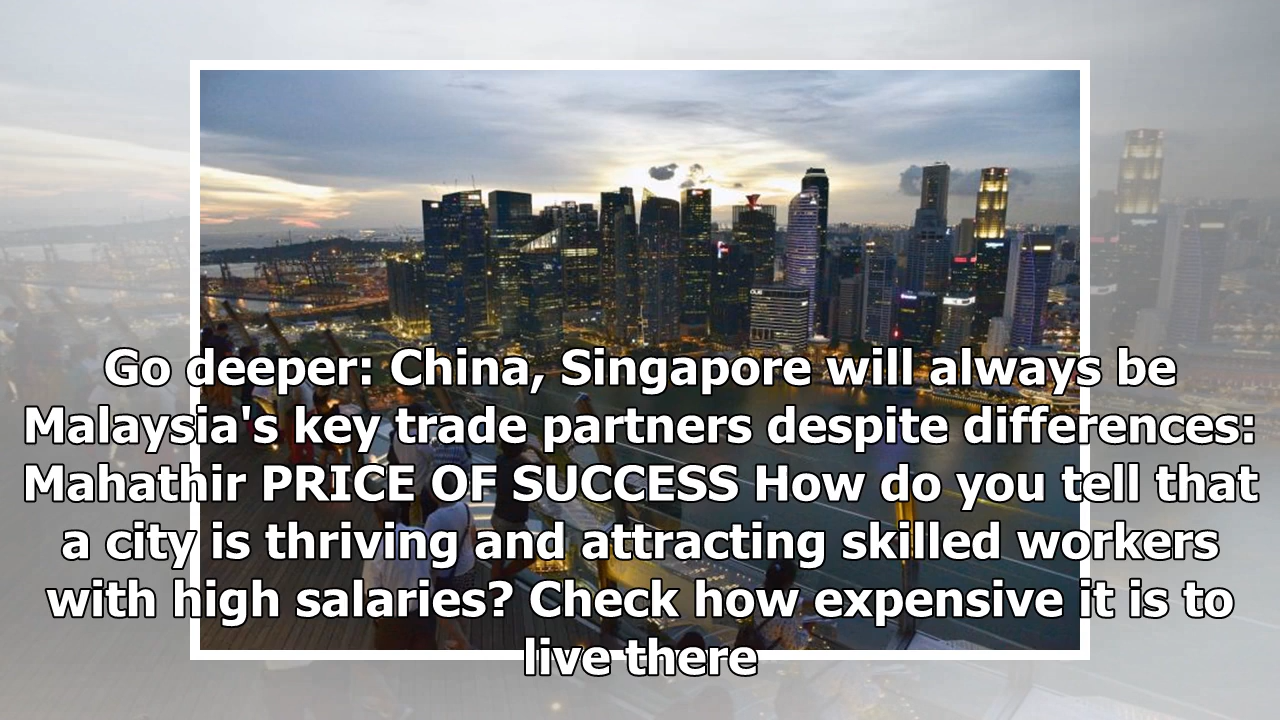 Go deeper: China, Singapore will always be
Malaysia's key trade partners despite differences:
Mahathir PRICE OF SUCCESS How do you tell that
a city is thriving and attracting skilled workers
with high salaries? Check how expensive it is to
live there